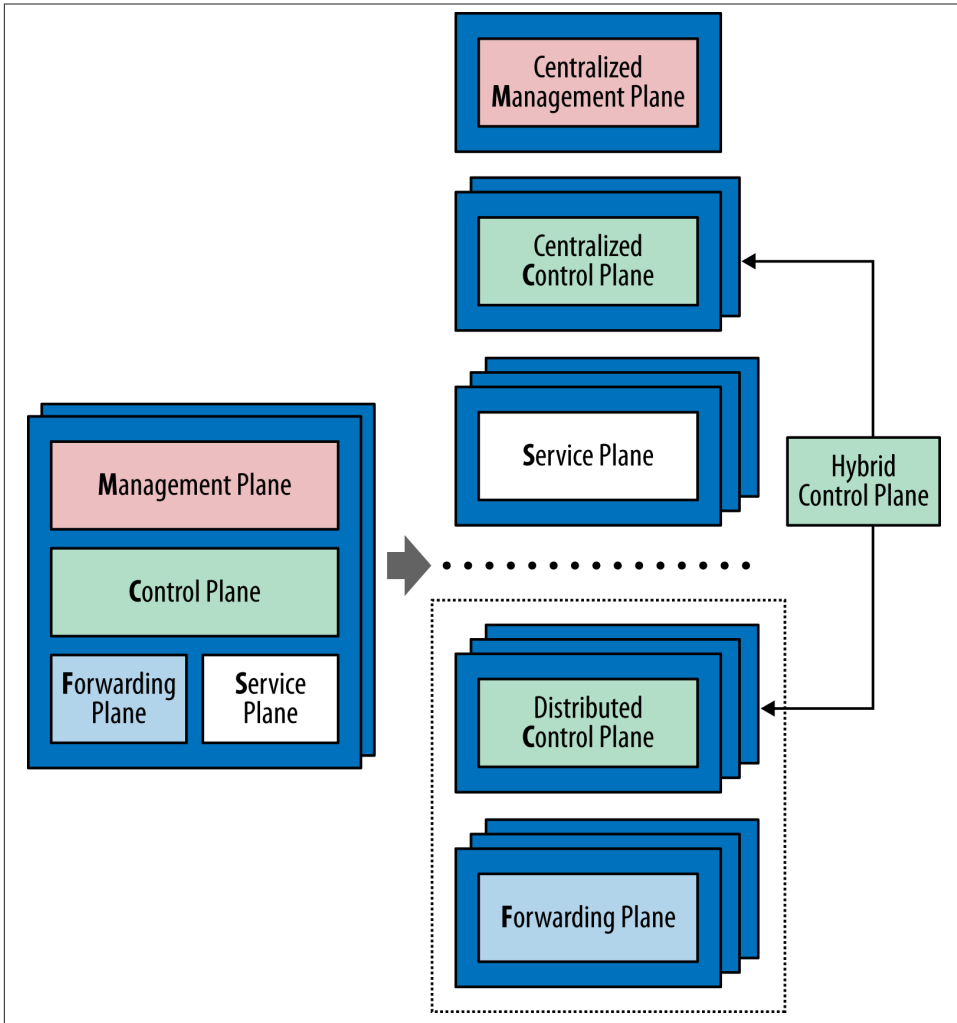 Centralized
Management Plane
Centralized
Control Plane
Service Plane
Hybrid
Control Plane
Management Plane
Control Plane
Forwarding
Plane
Service
Plane
Distributed
Control Plane
Forwarding Plane